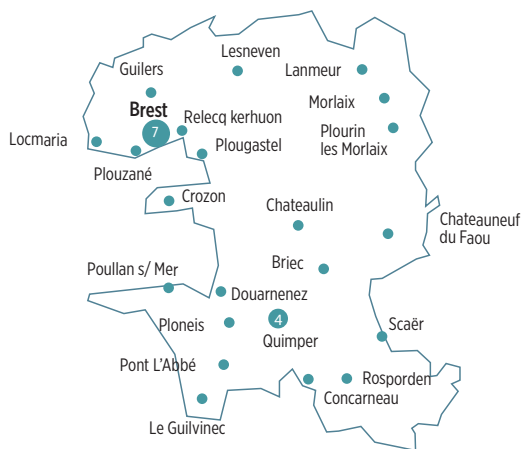 Lesneven
Guilers
Lanmeur
Brest
7
Morlaix
Relecq kerhuon
Plourin
les Morlaix
Locmaria
Plougastel
Plouzané
Crozon
Chateaulin
Chateauneuf
du Faou
Briec
Poullan s/ Mer
Douarnenez
4
Ploneis
Scaër
Quimper
Pont L'Abbé
Rosporden
Concarneau
Le Guilvinec